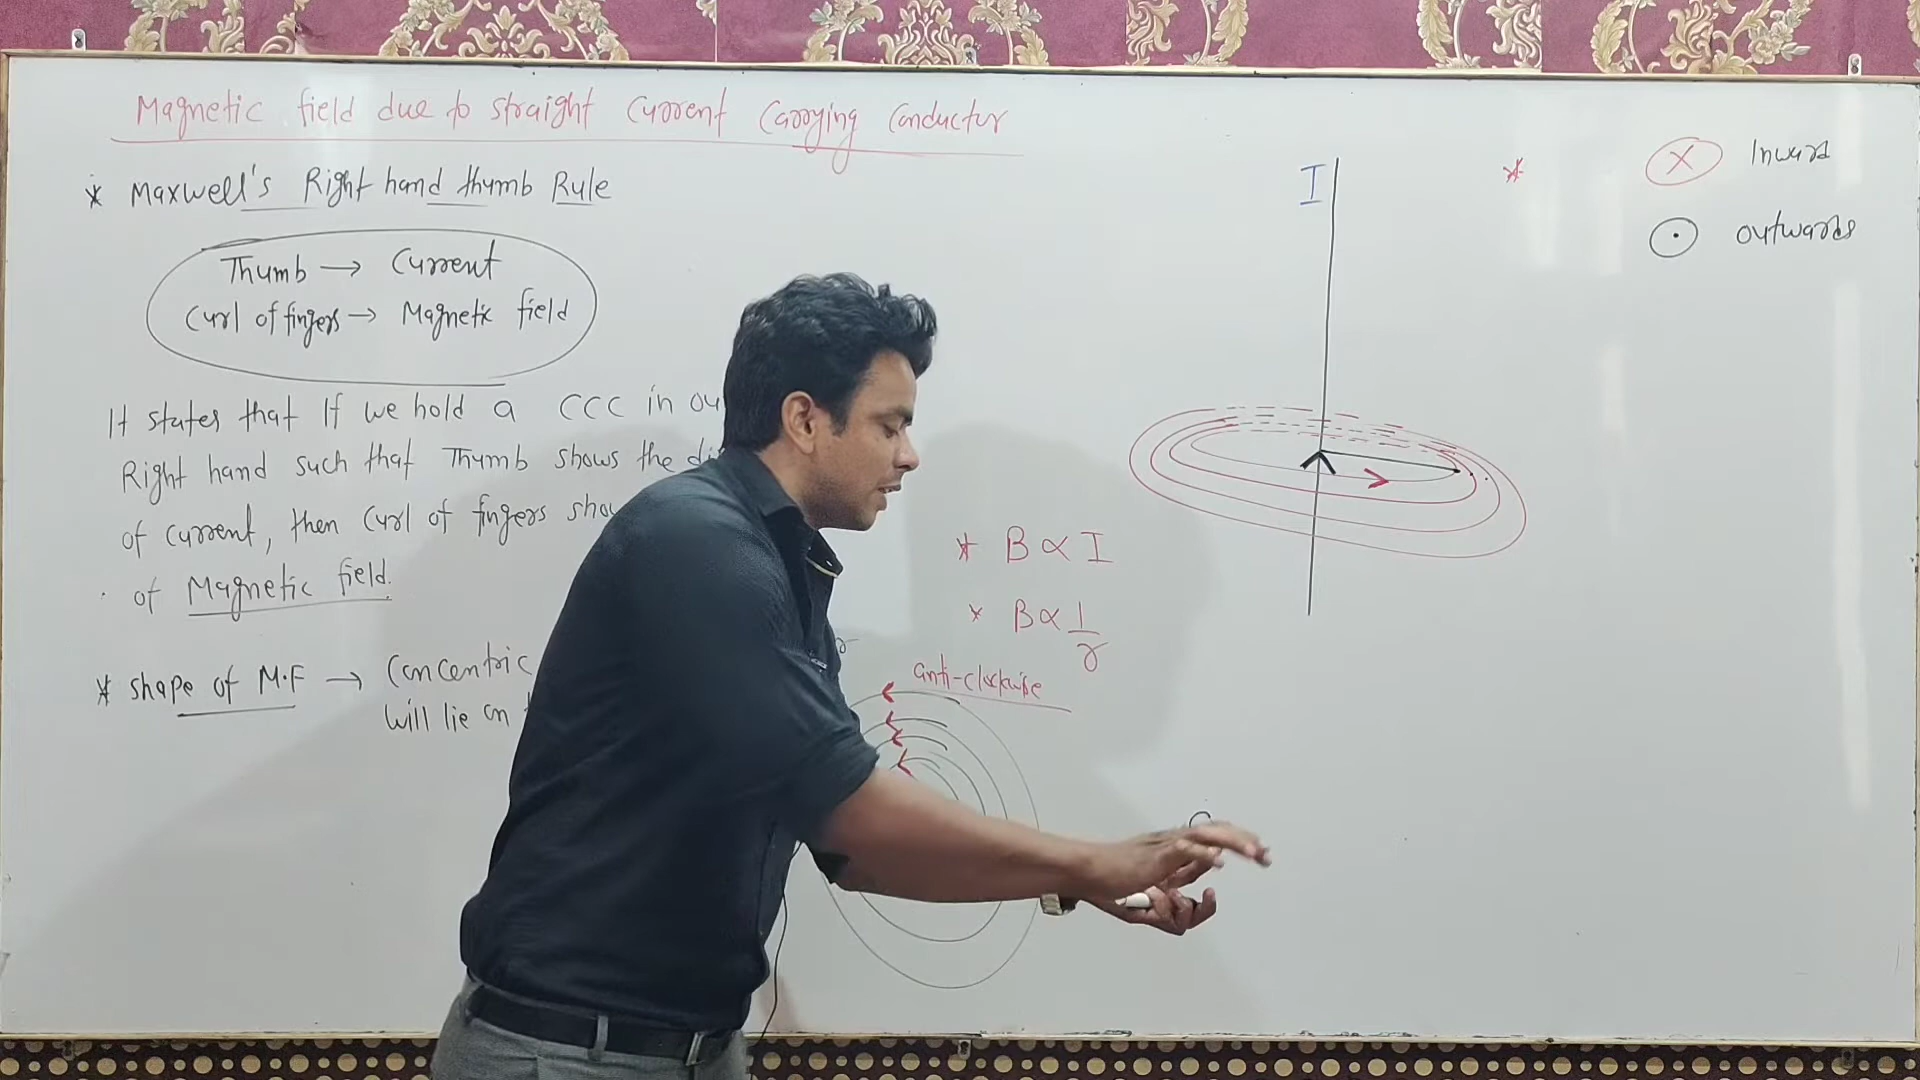 Magnetic field due to straight Current Carrying Conductor
* Maxwell's Right hand thumb Rule
Thumb → Current
Curl of fingers → Magnetic field
It states that If we hold a CCC in ou
Right hand such that Thumb shows the di
of current, then Curl of fingers sho
of Magnetic field.
* shape of M.F → Concentric
will lie on
* B ∝ I
* B ∝ 1/r
anti-clockwise
I
*
X Inward
outwards